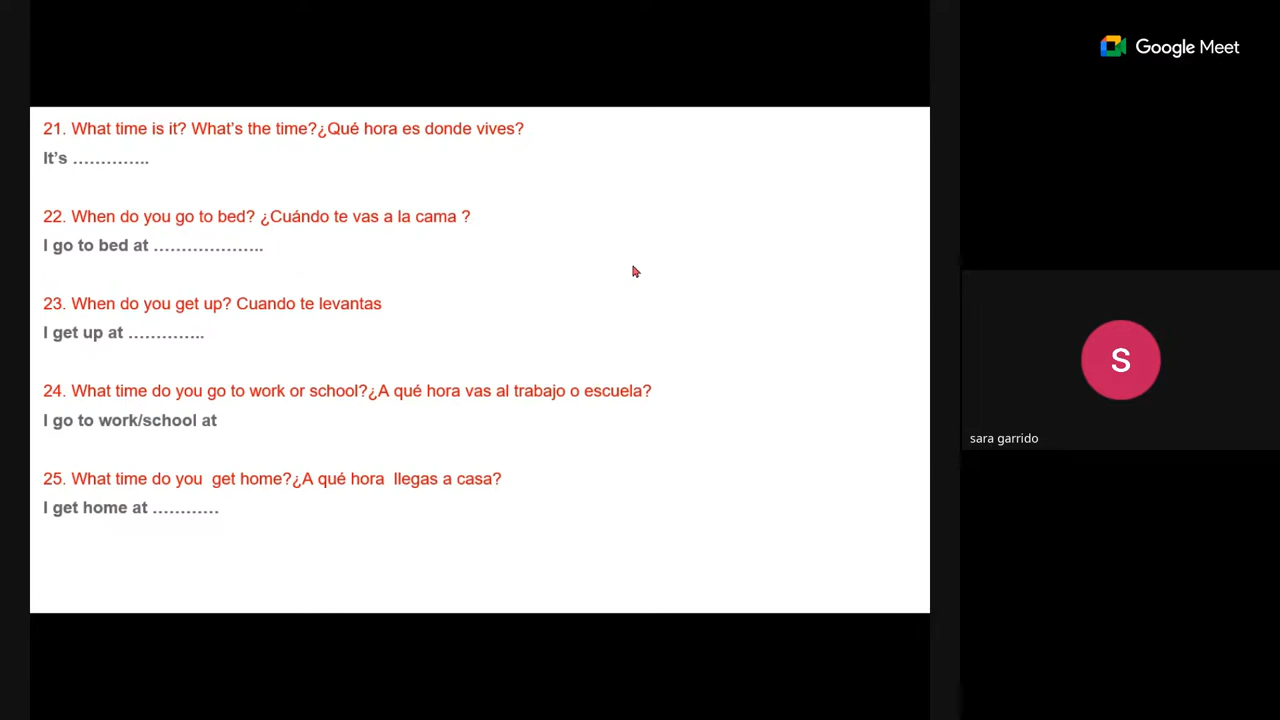 Google Meet
21. What time is it? What's the time?¿Qué hora es donde vives?
It's …………..
22. When do you go to bed? ¿Cuándo te vas a la cama ?
I go to bed at ………………..
23. When do you get up? Cuando te levantas
I get up at …………..
24. What time do you go to work or school?¿A qué hora vas al trabajo o escuela?
I go to work/school at
25. What time do you  get home?¿A qué hora  llegas a casa?
I get home at …………
S
sara garrido